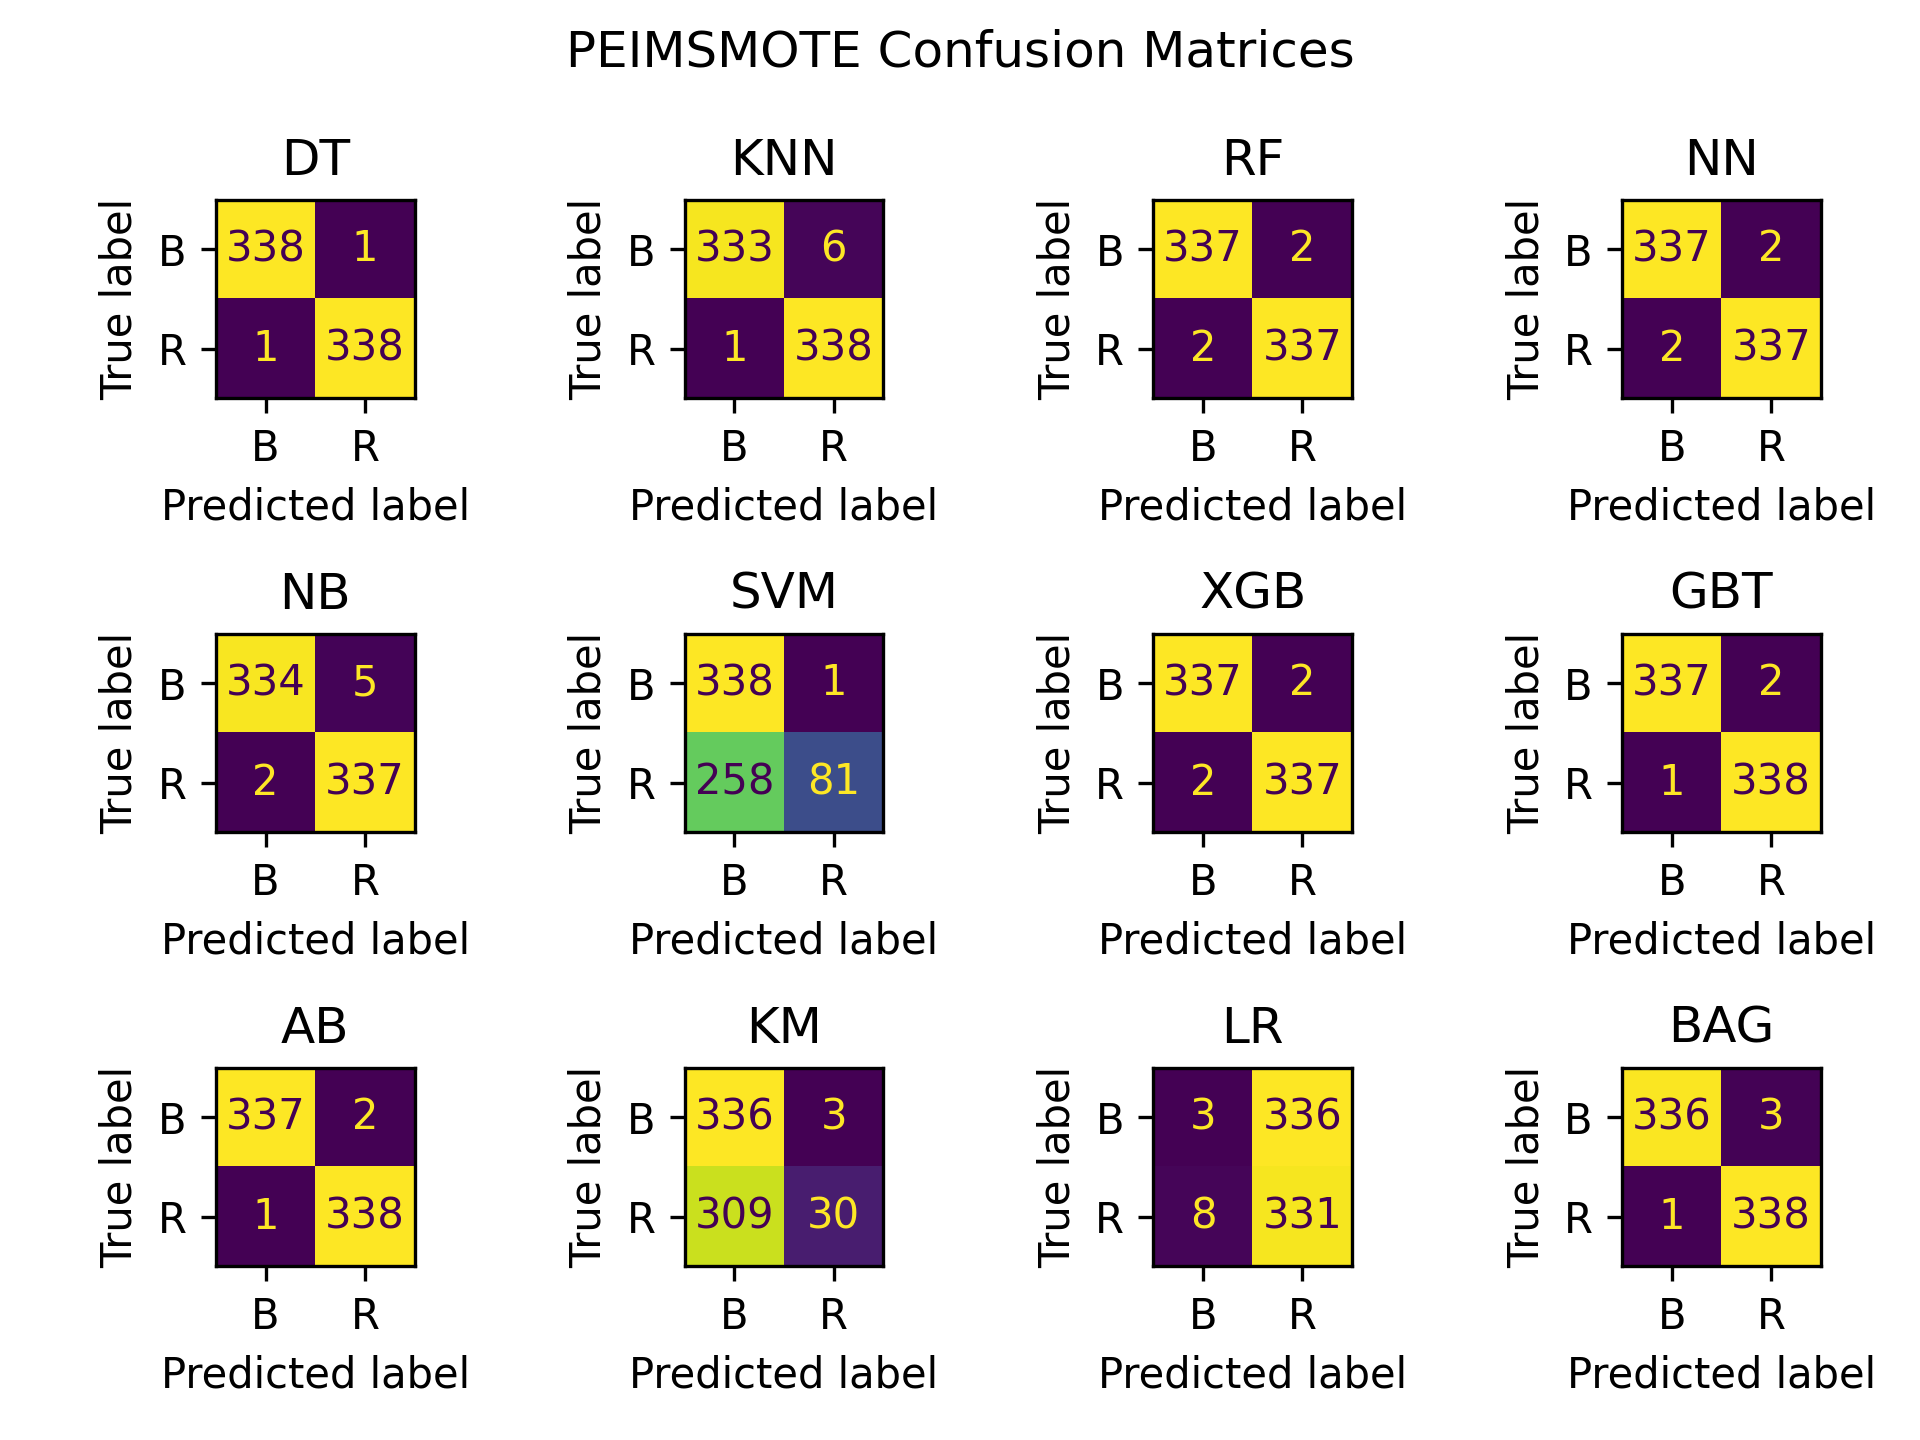 PEIMSMOTE Confusion Matrices
DT
True label
B
R
338 1
1 338
B R
Predicted label
KNN
True label
B
R
333 6
1 338
B R
Predicted label
RF
True label
B
R
337 2
2 337
B R
Predicted label
NN
True label
B
R
337 2
2 337
B R
Predicted label
NB
True label
B
R
334 5
2 337
B R
Predicted label
SVM
True label
B
R
338 1
258 81
B R
Predicted label
XGB
True label
B
R
337 2
2 337
B R
Predicted label
GBT
True label
B
R
337 2
1 338
B R
Predicted label
AB
True label
B
R
337 2
1 338
B R
Predicted label
KM
True label
B
R
336 3
309 30
B R
Predicted label
LR
True label
B
R
3 336
8 331
B R
Predicted label
BAG
True label
B
R
336 3
1 338
B R
Predicted label